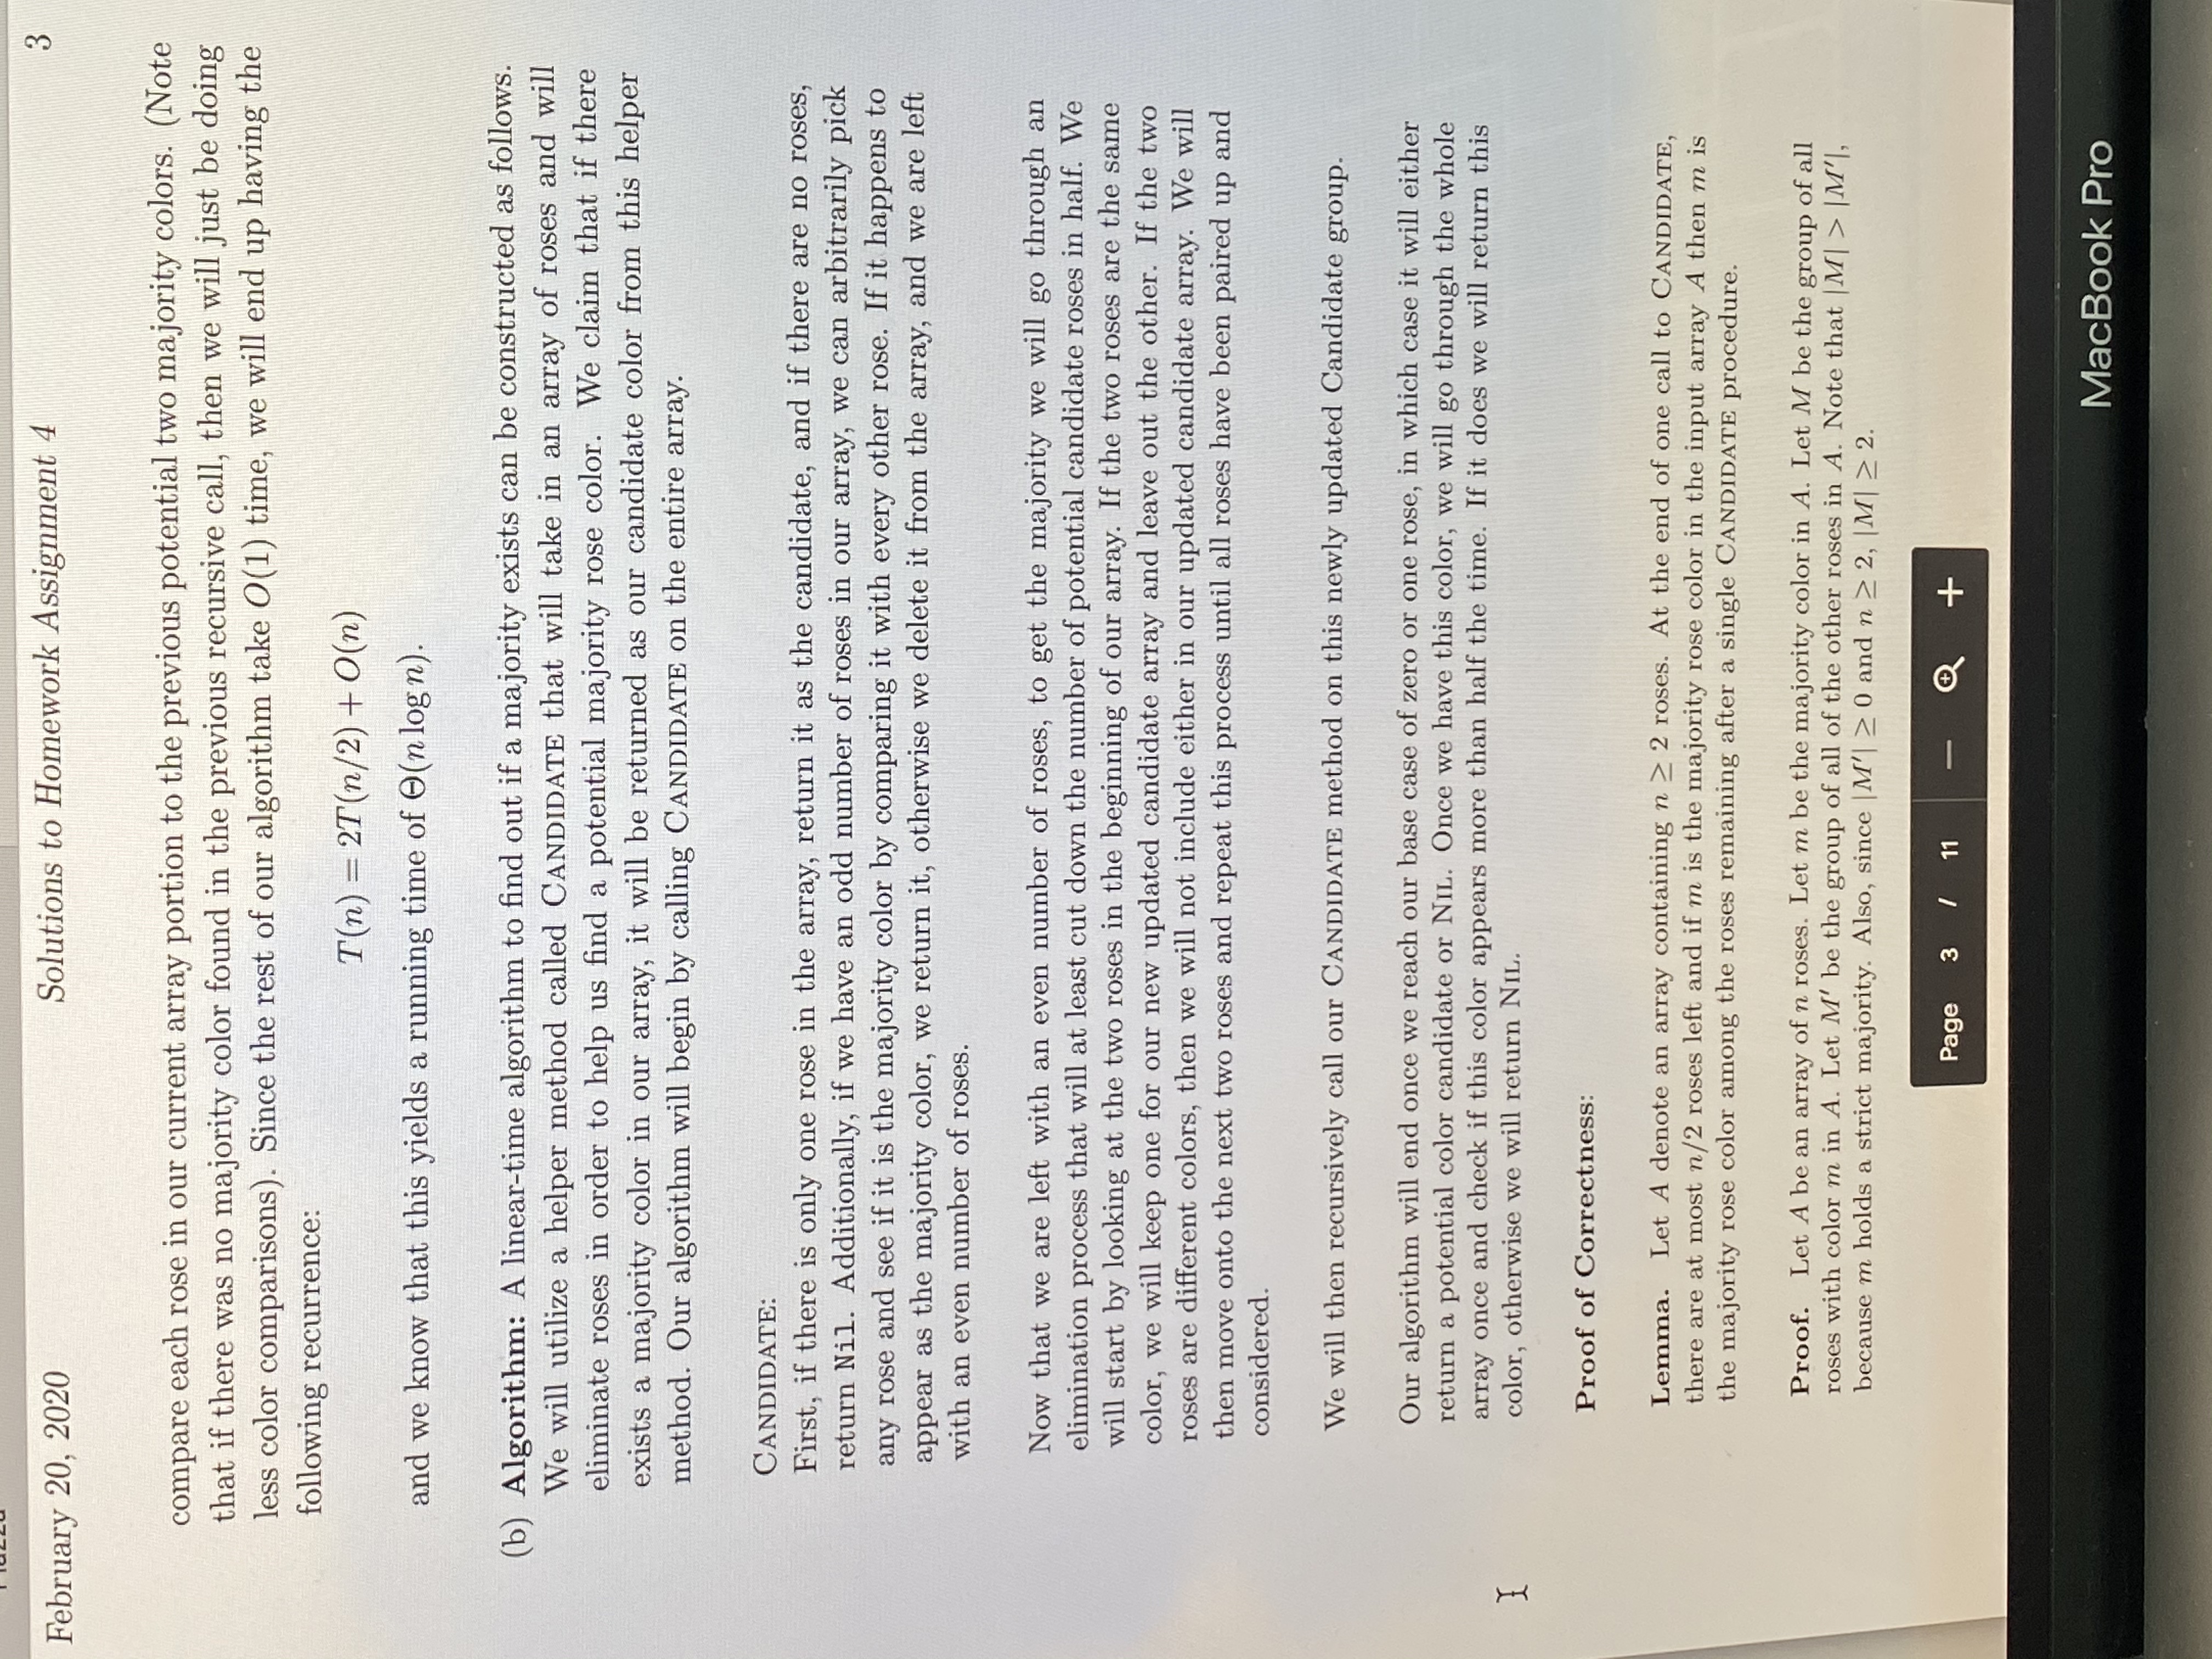 February 20, 2020 Solutions to Homework Assignment 4 3
compare each rose in our current array portion to the previous potential two majority colors. (Note
that if there was no majority color found in the previous recursive call, then we will just be doing
less color comparisons). Since the rest of our algorithm take O(1) time, we will end up having the
following recurrence:
T(n) = 2T(n/2) + O(n)
and we know that this yields a running time of Θ(n log n).
(b) Algorithm: A linear-time algorithm to find out if a majority exists can be constructed as follows.
We will utilize a helper method called CANDIDATE that will take in an array of roses and will
eliminate roses in order to help us find a potential majority rose color. We claim that if there
exists a majority color in our array, it will be returned as our candidate color from this helper
method. Our algorithm will begin by calling CANDIDATE on the entire array.
CANDIDATE:
First, if there is only one rose in the array, return it as the candidate, and if there are no roses,
return Nil. Additionally, if we have an odd number of roses in our array, we can arbitrarily pick
any rose and see if it is the majority color by comparing it with every other rose. If it happens to
appear as the majority color, we return it, otherwise we delete it from the array, and we are left
with an even number of roses.
Now that we are left with an even number of roses, to get the majority we will go through an
elimination process that will at least cut down the number of potential candidate roses in half. We
will start by looking at the two roses in the beginning of our array. If the two roses are the same
color, we will keep one for our new updated candidate array and leave out the other. If the two
roses are different colors, then we will not include either in our updated candidate array. We will
then move onto the next two roses and repeat this process until all roses have been paired up and
considered.
We will then recursively call our CANDIDATE method on this newly updated Candidate group.
Our algorithm will end once we reach our base case of zero or one rose, in which case it will either
return a potential color candidate or NIL. Once we have this color, we will go through the whole
array once and check if this color appears more than half the time. If it does we will return this
color, otherwise we will return NIL.
Proof of Correctness:
Lemma. Let A denote an array containing n ≥ 2 roses. At the end of one call to CANDIDATE,
there are at most n/2 roses left and if m is the majority rose color in the input array A then m is
the majority rose color among the roses remaining after a single CANDIDATE procedure.
Proof. Let A be an array of n roses. Let m be the majority color in A. Let M be the group of all
roses with color m in A. Let M′ be the group of all of the other roses in A. Note that |M| > |M′|,
because m holds a strict majority. Also, since |M′| ≥ 0 and n ≥ 2, |M| ≥ 2.
Page 3 / 11 — +
MacBook Pro